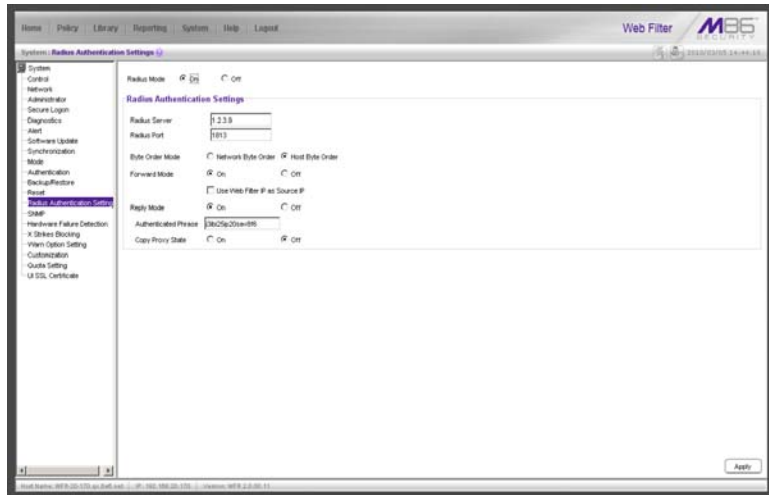 Home Policy Library Reporting System Help Logout
Web Filter M86 SECURITY
System : Radius Authentication Settings
System
Control
Network
Administrator
Secure Logon
Diagnostics
Alert
Software Update
Synchronization
Mode
Authentication
Backup/Restore
Reset
Radius Authentication Setting
SNMP
Hardware Failure Detection
X Strikes Blocking
Warn Option Setting
Customization
Quota Setting
UI SSL Certificate
Radius Mode On Off
Radius Authentication Settings
Radius Server 1.2.3.9
Radius Port 1813
Byte Order Mode Network Byte Order Host Byte Order
Forward Mode On Off
Use Web Filter IP as Source IP
Reply Mode On Off
Authenticated Phrase
Copy Proxy State On Off
Apply
Host Name: